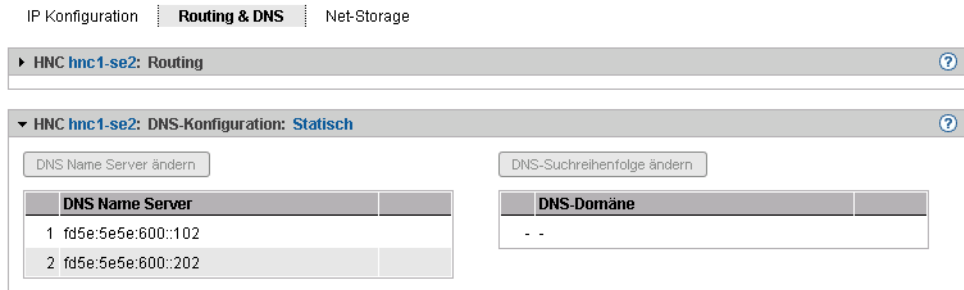 IP Konfiguration Routing & DNS Net-Storage
HNC hnc1-se2: Routing ?
HNC hnc1-se2: DNS-Konfiguration: Statisch ?
DNS Name Server ändern DNS-Suchreihenfolge ändern
DNS Name Server DNS-Domäne
1 fd5e:5e5e:600::102 - -
2 fd5e:5e5e:600::202